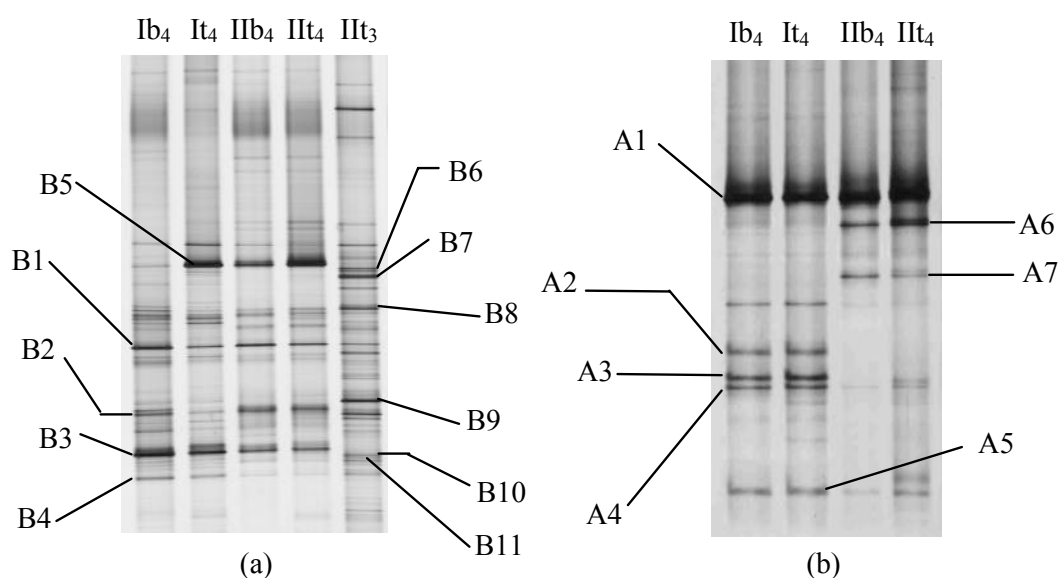 Ib₄ It₄ IIb₄ IIt₄ IIt₃
Ib₄ It₄ IIb₄ IIt₄
A1
B5
B6
B7
A6
B1
A7
A2
B8
B2
A3
B9
B3
A5
B10
A4
B4
B11
(a)
(b)